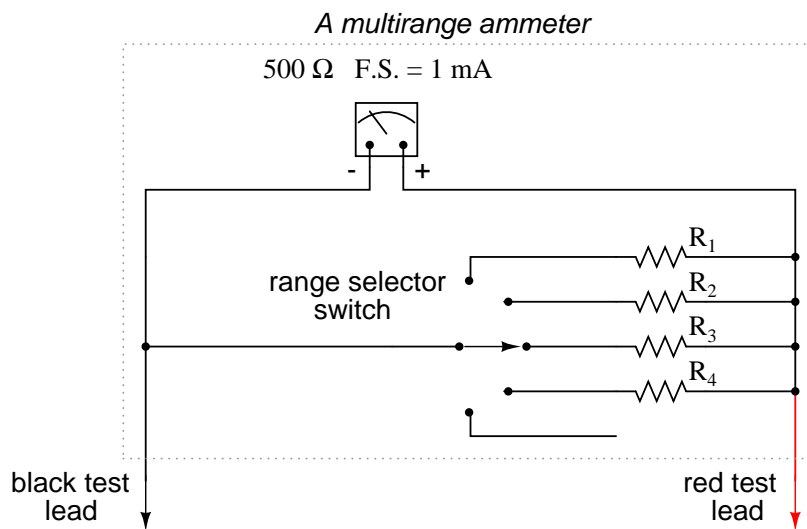 A multirange ammeter
500 Ω F.S. = 1 mA
- +
R1
range selector
switch
R2
R3
R4
black test
lead
red test
lead